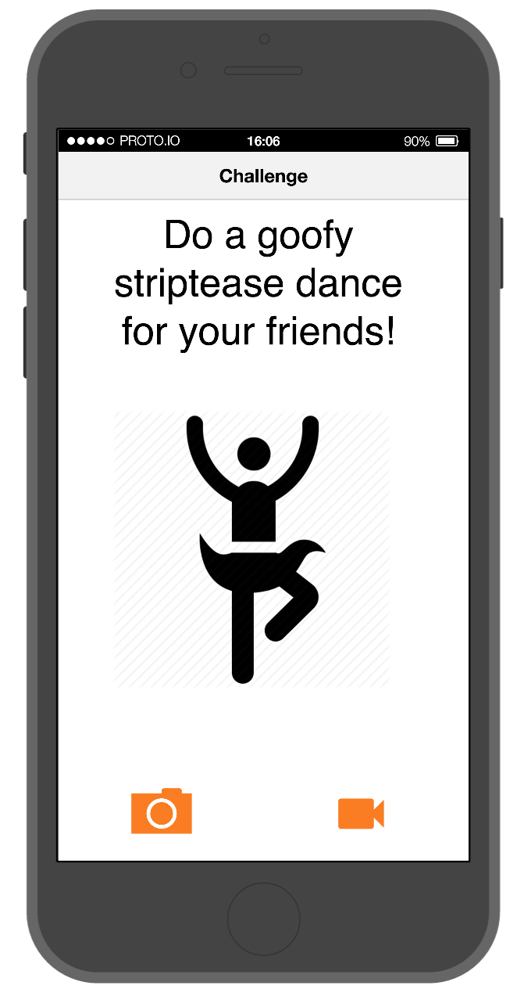 PROTO.IO 16:06 90%
Challenge
Do a goofy
striptease dance
for your friends!